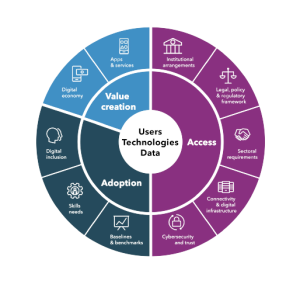 Users
Technologies
Data
Access
Institutional
arrangements
Legal, policy
& regulatory
framework
Sectoral
requirements
Connectivity
& digital
infrastructure
Cybersecurity
and trust
Adoption
Baselines
& benchmarks
Skills
needs
Digital
inclusion
Value
creation
Digital
economy
Apps
& services